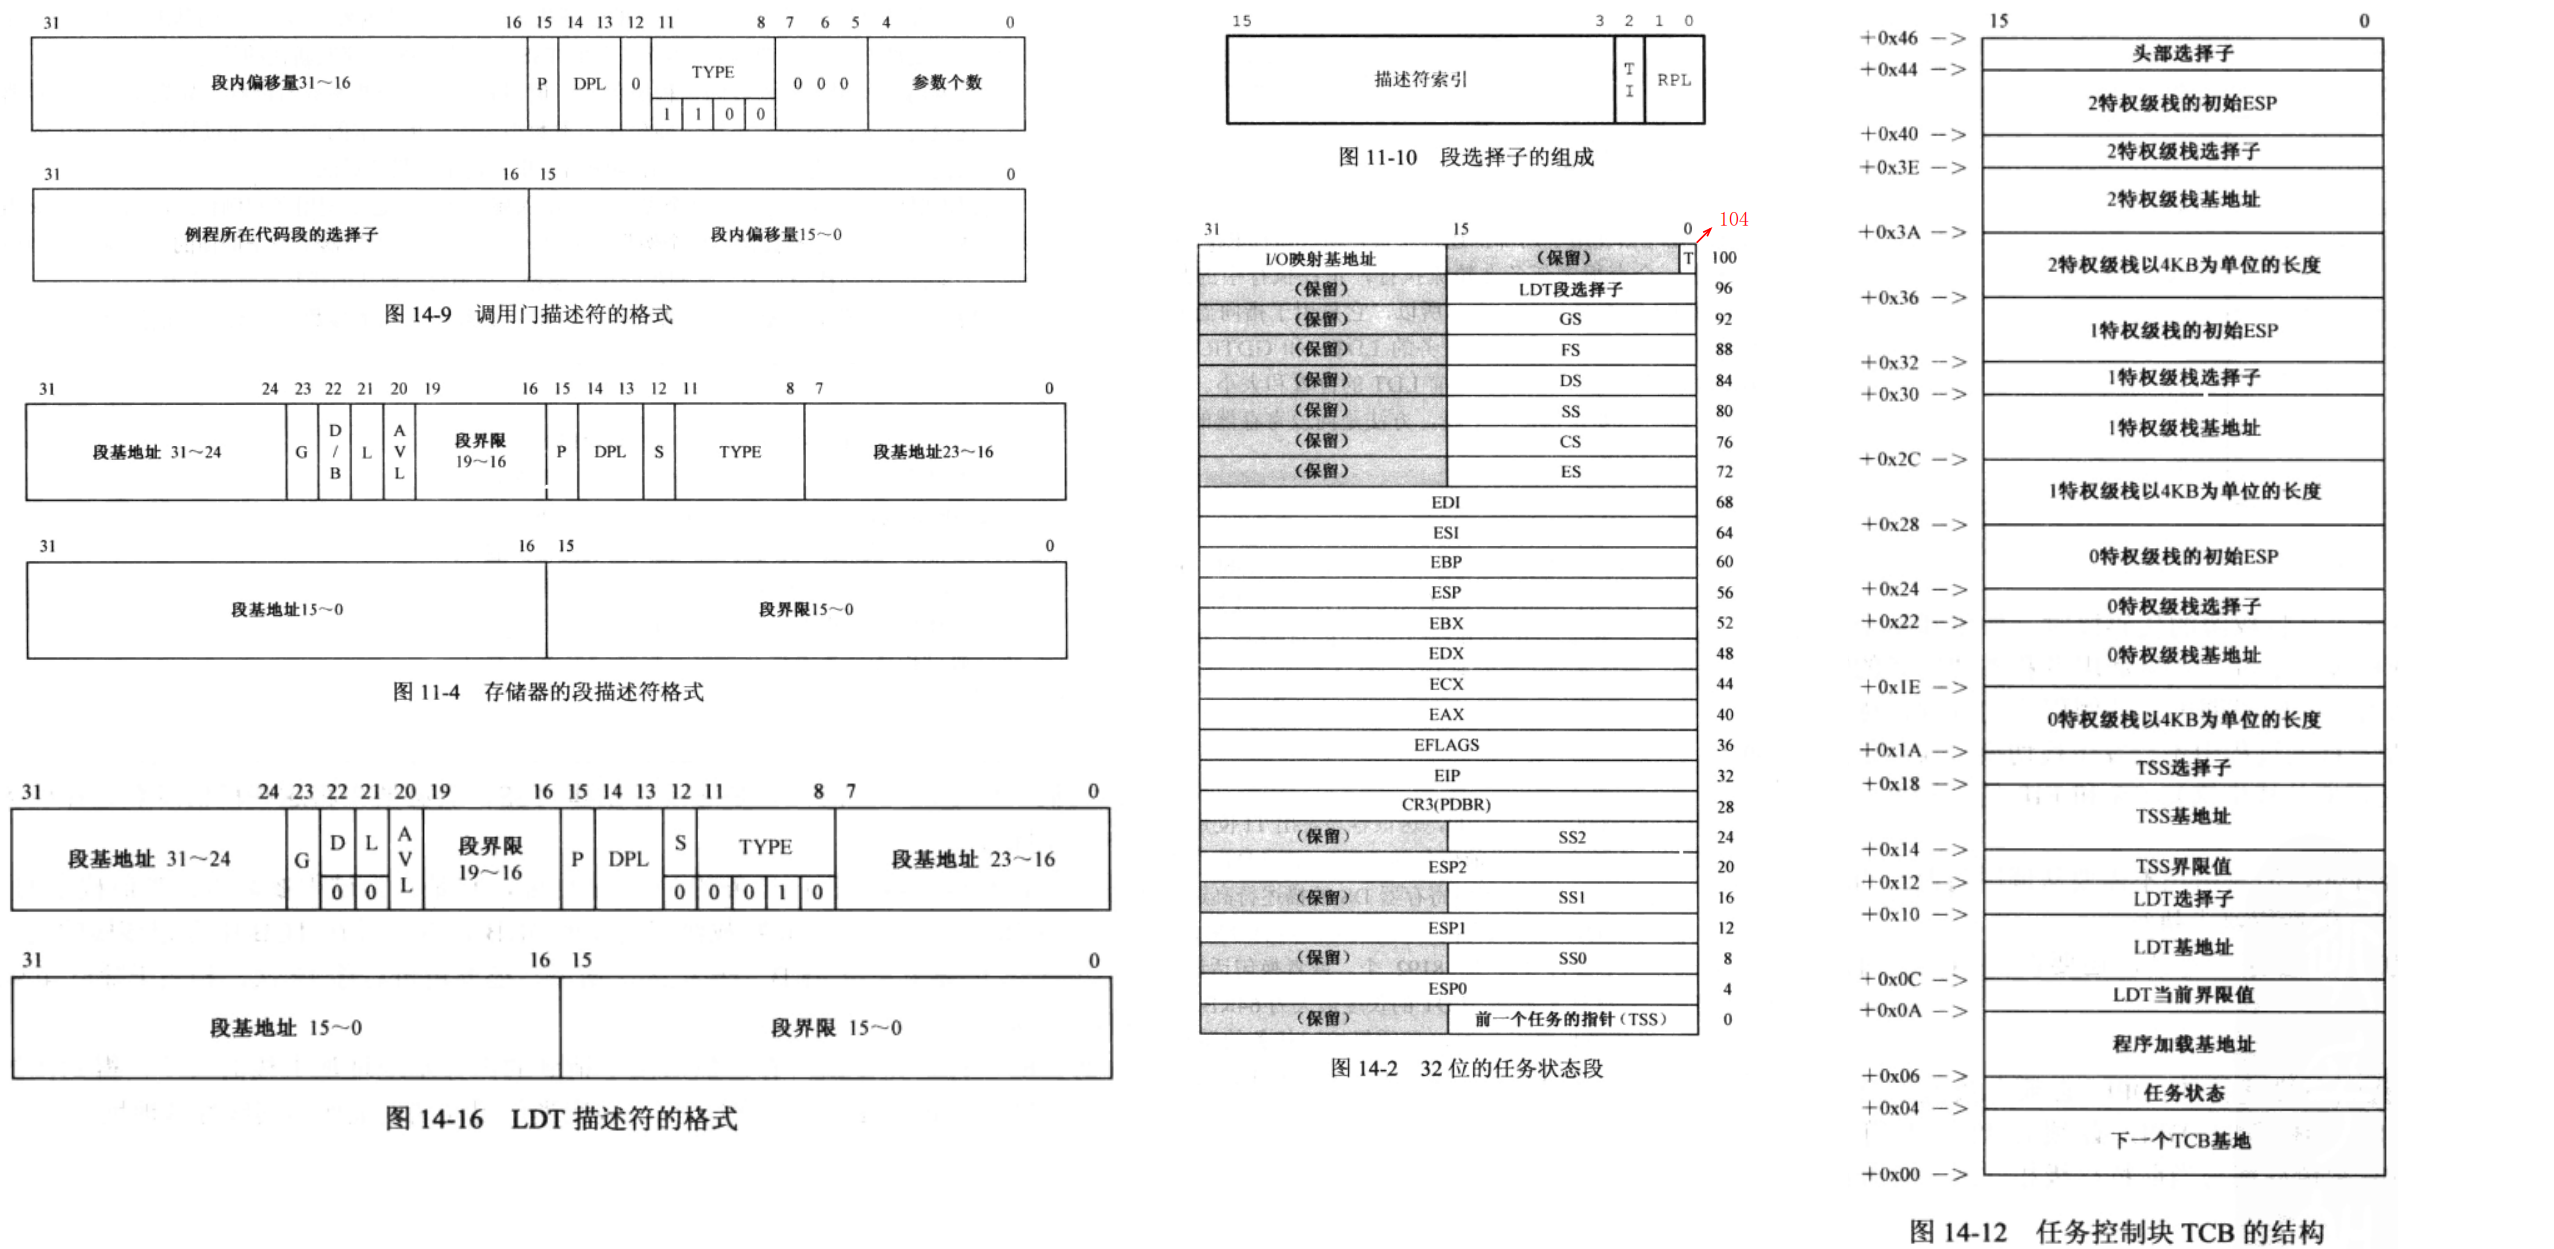 31 16 15 14 13 12 11 8 7 6 5 4 0
段内偏移量31～16 P DPL 0 TYPE 0 0 0 参数个数
1 1 0 0
31 16 15 0
例程所在代码段的选择子 段内偏移量15～0
图 14-9 调用门描述符的格式
31 24 23 22 21 20 19 16 15 14 13 12 11 8 7 0
段基地址 31～24 G D/B L AVL 段界限 19～16 P DPL S TYPE 段基地址23～16
31 16 15 0
段基地址15～0 段界限15～0
图 11-4 存储器的段描述符格式
31 24 23 22 21 20 19 16 15 14 13 12 11 8 7 0
段基地址 31～24 G D L AVL 段界限 19～16 P DPL S TYPE 段基地址 23～16
0 0 0 0 0 1 0
31 16 15 0
段基地址 15～0 段界限 15～0
图 14-16 LDT 描述符的格式
15 3 2 1 0
描述符索引 TI RPL
图 11-10 段选择子的组成
104
31 15 0
I/O映射基地址 （保留） T 100
（保留） LDT段选择子 96
（保留） GS 92
（保留） FS 88
（保留） DS 84
（保留） SS 80
（保留） CS 76
（保留） ES 72
EDI 68
ESI 64
EBP 60
ESP 56
EBX 52
EDX 48
ECX 44
EAX 40
EFLAGS 36
EIP 32
CR3(PDBR) 28
（保留） SS2 24
ESP2 20
（保留） SS1 16
ESP1 12
（保留） SS0 8
ESP0 4
（保留） 前一个任务的指针（TSS） 0
图 14-2 32 位的任务状态段
15 0
+0x46 —>
头部选择子
+0x44 —>
2特权级栈的初始ESP
+0x40 —>
2特权级栈选择子
+0x3E —>
2特权级栈基地址
+0x3A —>
2特权级栈以4KB为单位的长度
+0x36 —>
1特权级栈的初始ESP
+0x32 —>
1特权级栈选择子
+0x30 —>
1特权级栈基地址
+0x2C —>
1特权级栈以4KB为单位的长度
+0x28 —>
0特权级栈的初始ESP
+0x24 —>
0特权级栈选择子
+0x22 —>
0特权级栈基地址
+0x1E —>
0特权级栈以4KB为单位的长度
+0x1A —>
TSS选择子
+0x18 —>
TSS基地址
+0x14 —>
TSS界限值
+0x12 —>
LDT选择子
+0x10 —>
LDT基地址
+0x0C —>
LDT当前界限值
+0x0A —>
程序加载基地址
+0x06 —>
任务状态
+0x04 —>
下一个TCB基地
+0x00 —>
图 14-12 任务控制块 TCB 的结构